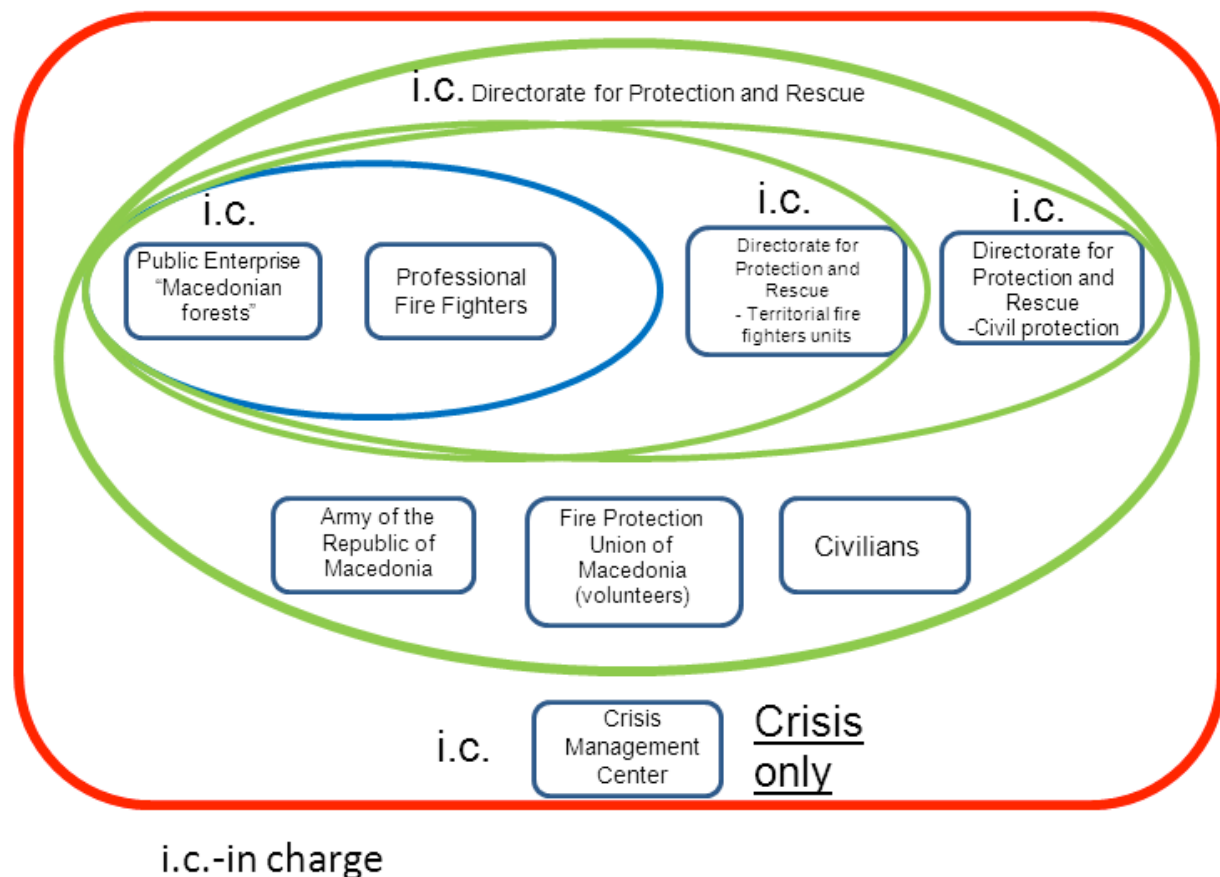 i.c. Directorate for Protection and Rescue
i.c.
Public Enterprise
“Macedonian
forests”
Professional
Fire Fighters
i.c.
Directorate for
Protection and
Rescue
- Territorial fire
fighters units
i.c.
Directorate for
Protection and
Rescue
-Civil protection
Army of the
Republic of
Macedonia
Fire Protection
Union of
Macedonia
(volunteers)
Civilians
i.c.
Crisis
Management
Center
Crisis
only
i.c.-in charge